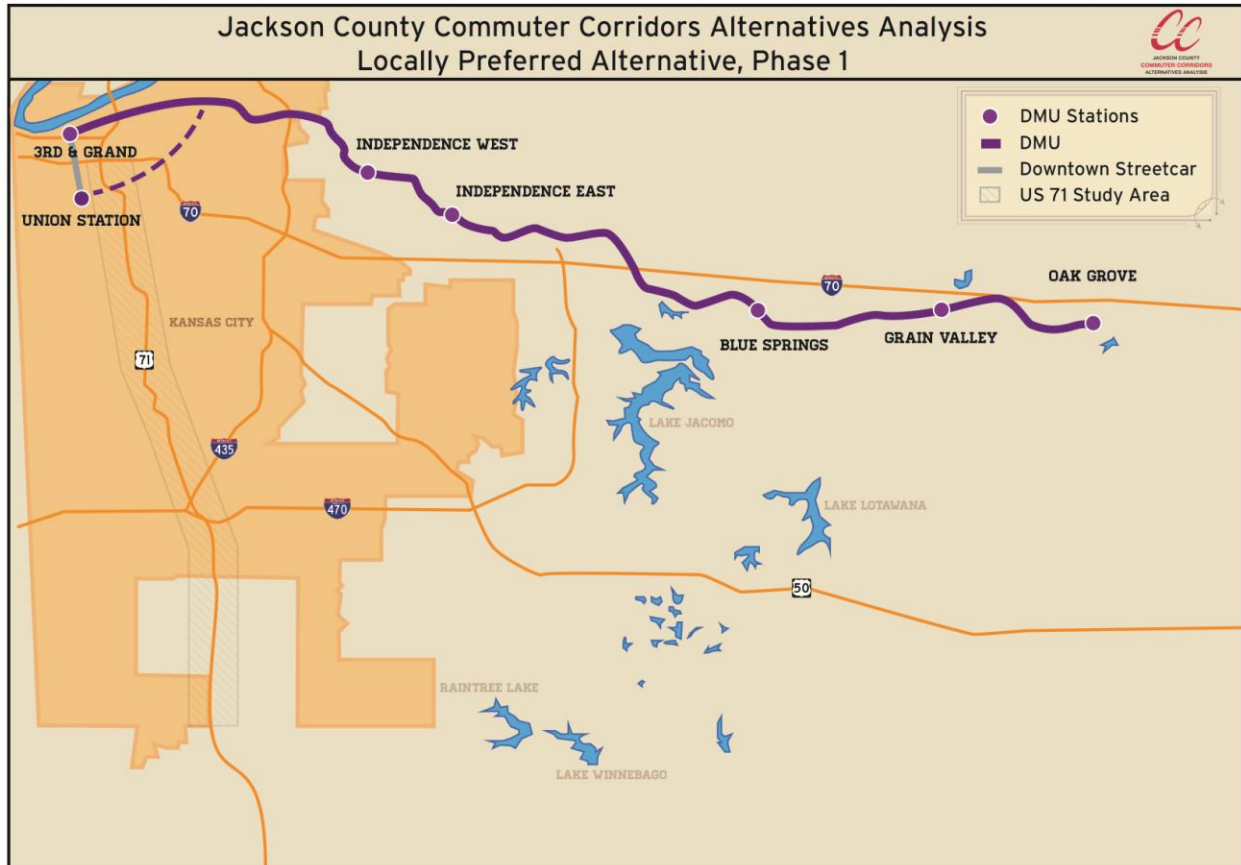 Jackson County Commuter Corridors Alternatives Analysis
Locally Preferred Alternative, Phase 1
CC
JACKSON COUNTY
COMMUTER CORRIDORS
ALTERNATIVES ANALYSIS
DMU Stations
DMU
Downtown Streetcar
US 71 Study Area
3RD & GRAND
INDEPENDENCE WEST
INDEPENDENCE EAST
UNION STATION
70
70
OAK GROVE
KANSAS CITY
BLUE SPRINGS
GRAIN VALLEY
71
LAKE JACOMO
435
470
LAKE LOTAWANA
50
RAINTREE LAKE
LAKE WINNEBAGO